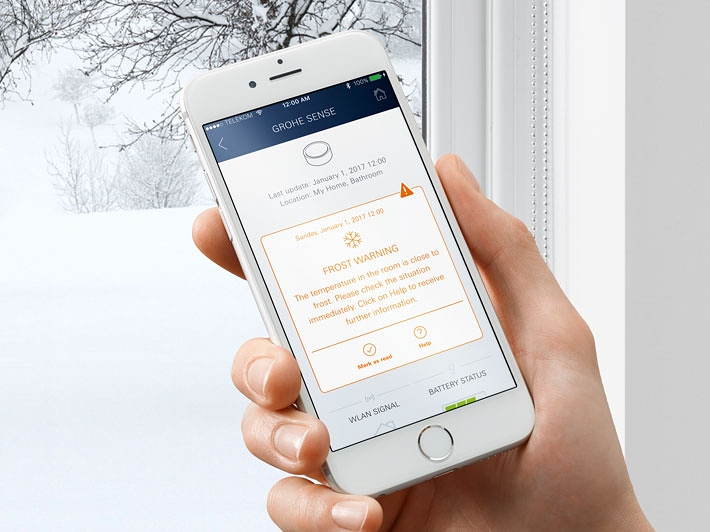 TELEKOM
12:00 AM
100%
GROHE SENSE
Last update: January 1, 2017 12:00
Location: My Home, Bathroom
Sunday, January 1, 2017 12:00
FROST WARNING
The temperature in the room is close to
frost. Please check the situation
immediately. Click on Help to receive
further information.
Mark as read
Help
WLAN SIGNAL
BATTERY STATUS